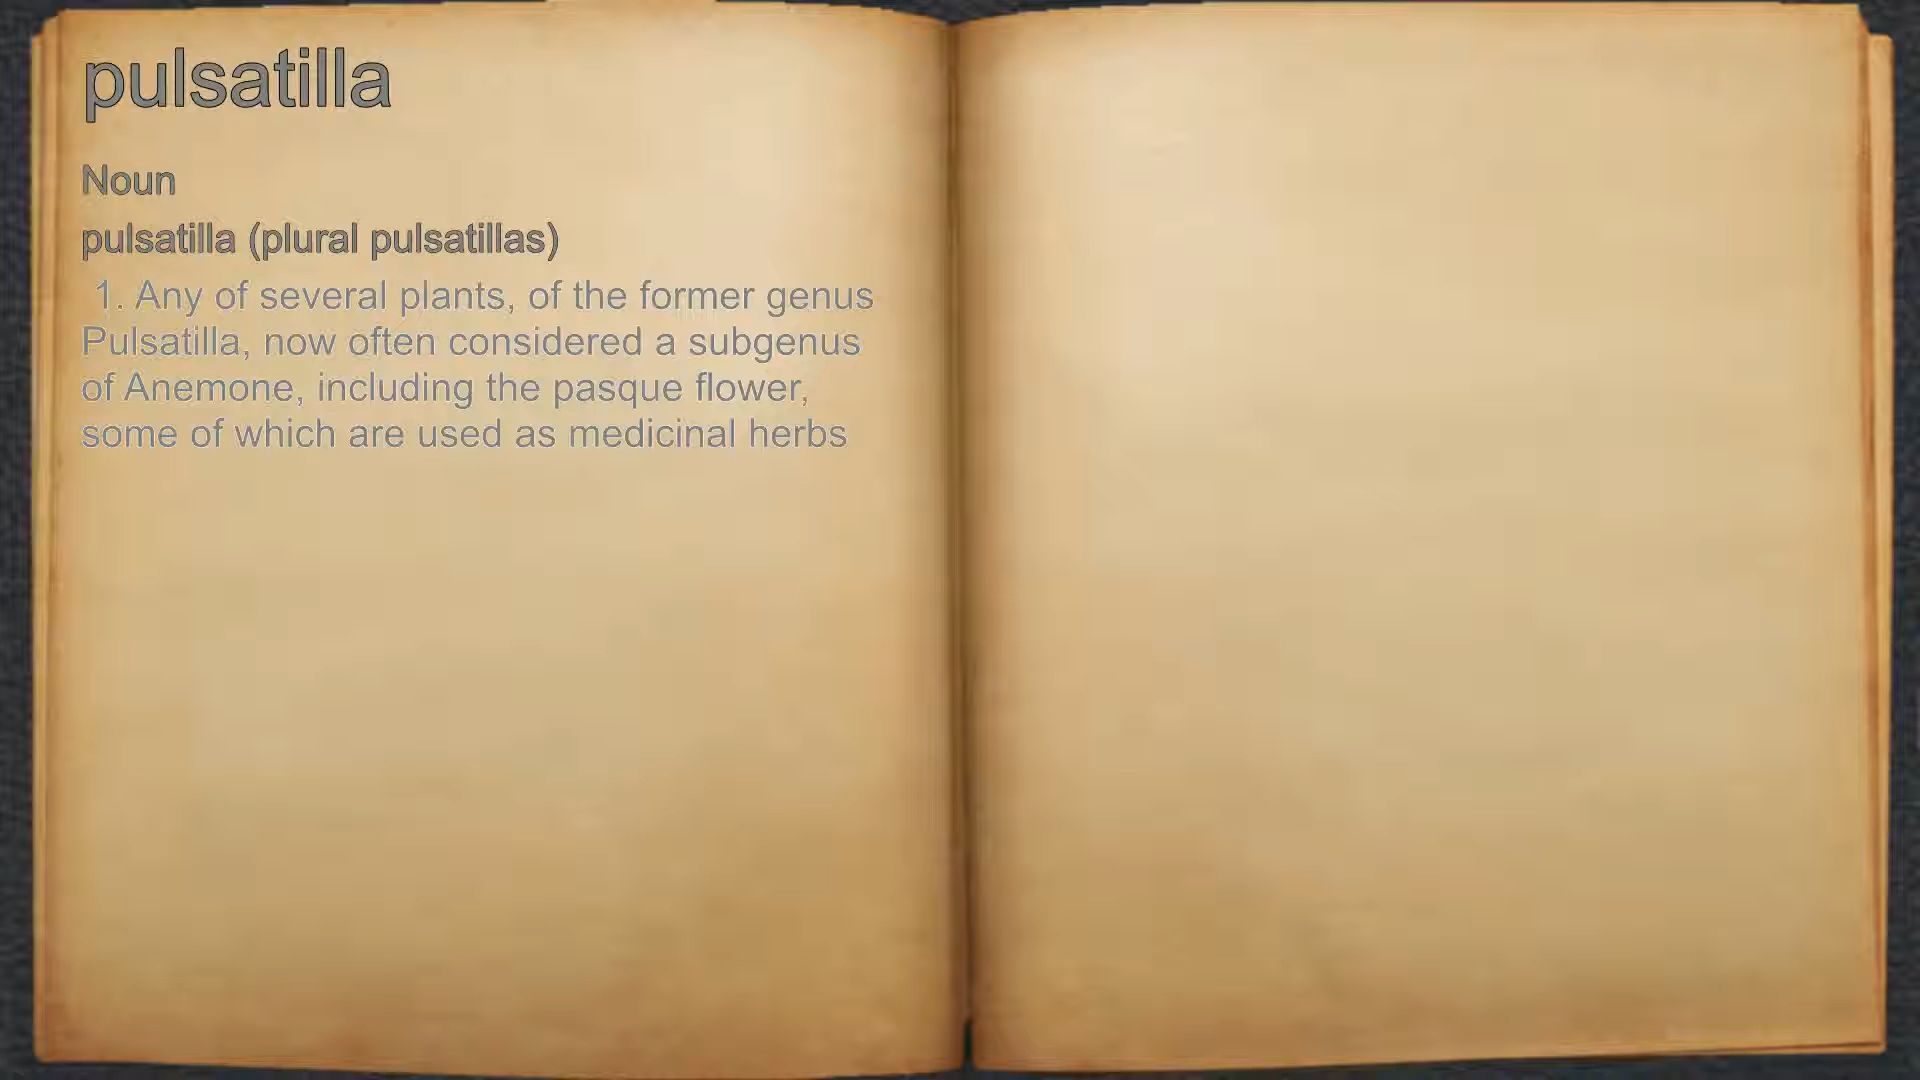 pulsatilla
Noun
pulsatilla (plural pulsatillas)
1. Any of several plants, of the former genus
Pulsatilla, now often considered a subgenus
of Anemone, including the pasque flower,
some of which are used as medicinal herbs